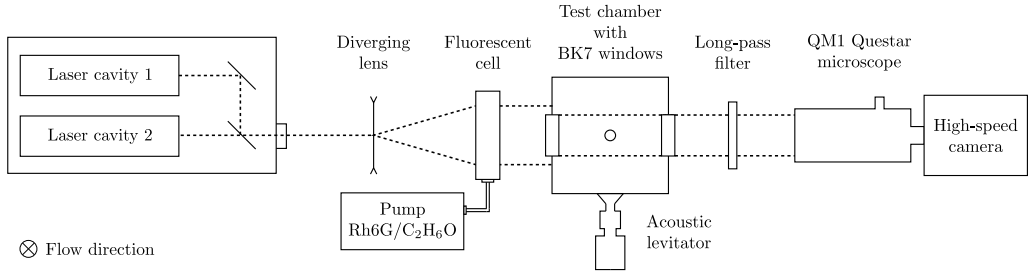 Laser cavity 1
Laser cavity 2
Diverging
lens
Fluorescent
cell
Test chamber
with
BK7 windows
Long-pass
filter
QM1 Questar
microscope
High-speed
camera
Pump
Rh6G/C₂H₆O
Acoustic
levitator
Flow direction